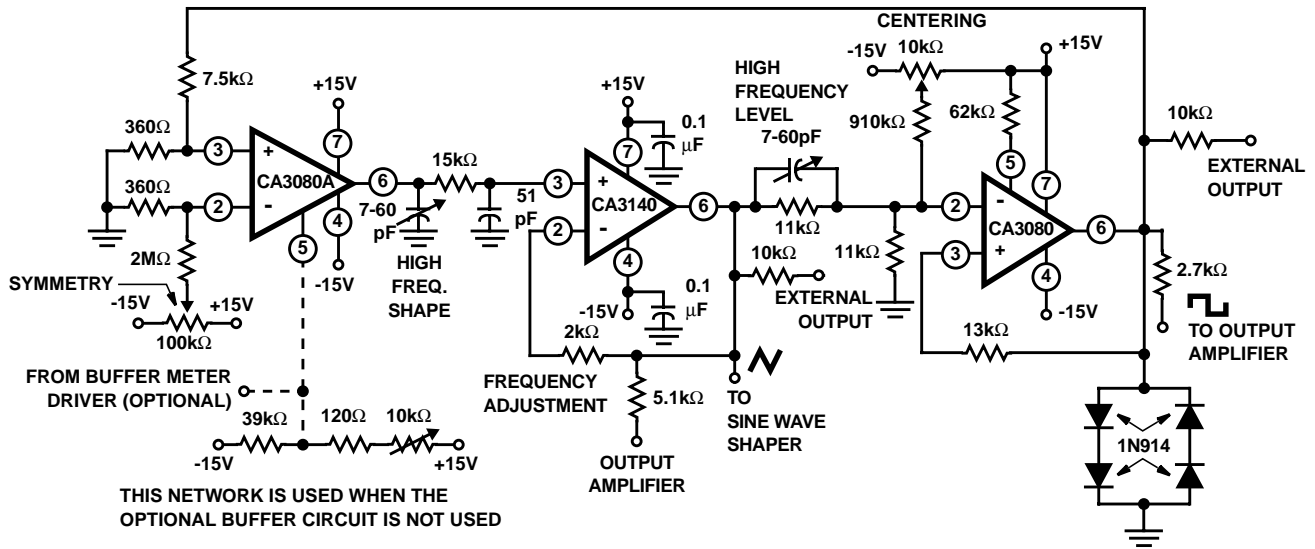 CENTERING
-15V
10kΩ
+15V
7.5kΩ
+15V
+15V
0.1
µF
HIGH
FREQUENCY
LEVEL
7-60pF
910kΩ
62kΩ
10kΩ
EXTERNAL
OUTPUT
360Ω
3
+
7
CA3080A
6
15kΩ
3
+
7
CA3140
6
5
7
360Ω
2
-
4
5
-15V
7-60
pF
51
pF
2
-
4
11kΩ
2
-
CA3080
6
3
+
4
-15V
2MΩ
HIGH
FREQ.
SHAPE
-15V
0.1
µF
10kΩ
EXTERNAL
OUTPUT
11kΩ
2.7kΩ
TO OUTPUT
AMPLIFIER
SYMMETRY
-15V
+15V
100kΩ
2kΩ
13kΩ
FREQUENCY
ADJUSTMENT
5.1kΩ
TO
SINE WAVE
SHAPER
OUTPUT
AMPLIFIER
FROM BUFFER METER
DRIVER (OPTIONAL)
39kΩ
120Ω
10kΩ
-15V
+15V
1N914
THIS NETWORK IS USED WHEN THE
OPTIONAL BUFFER CIRCUIT IS NOT USED